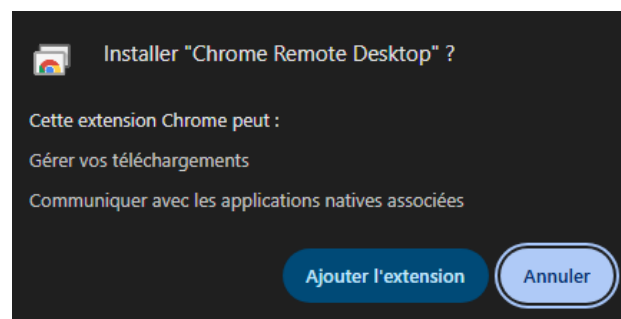 Installer "Chrome Remote Desktop" ?
Cette extension Chrome peut :
Gérer vos téléchargements
Communiquer avec les applications natives associées
Ajouter l'extension
Annuler